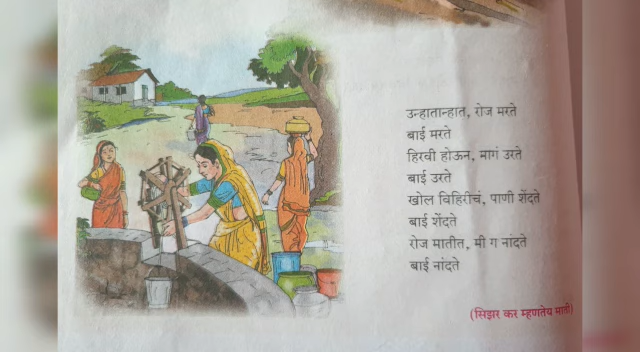 उन्हातान्हात, रोज मरते
बाई मरते
हिरवी होऊन, मागं उरते
बाई उरते
खोल विहिरीचं, पाणी शेंदते
बाई शेंदते
रोज मातीत, मी ग नांदते
बाई नांदते
(सिझर कर म्हणतेय माती)